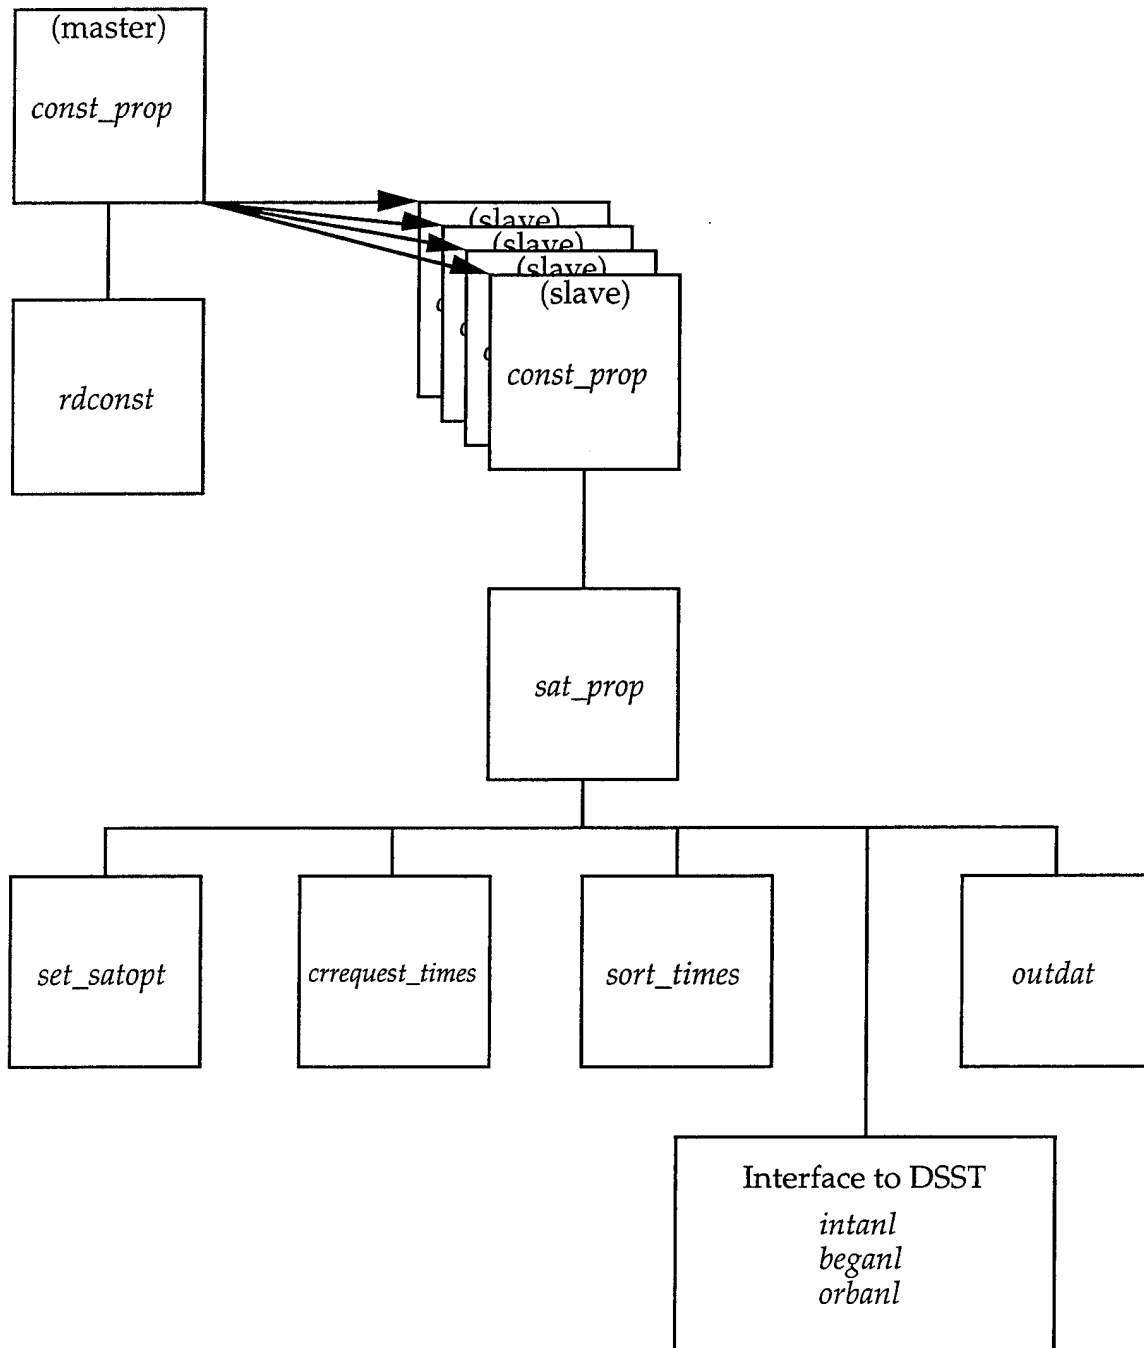 (master)
const_prop
(slave)
(slave)
(slave)
(slave)
const_prop
rdconst
sat_prop
set_satopt
crrequest_times
sort_times
outdat
Interface to DSST
intanl
beganl
orbanl